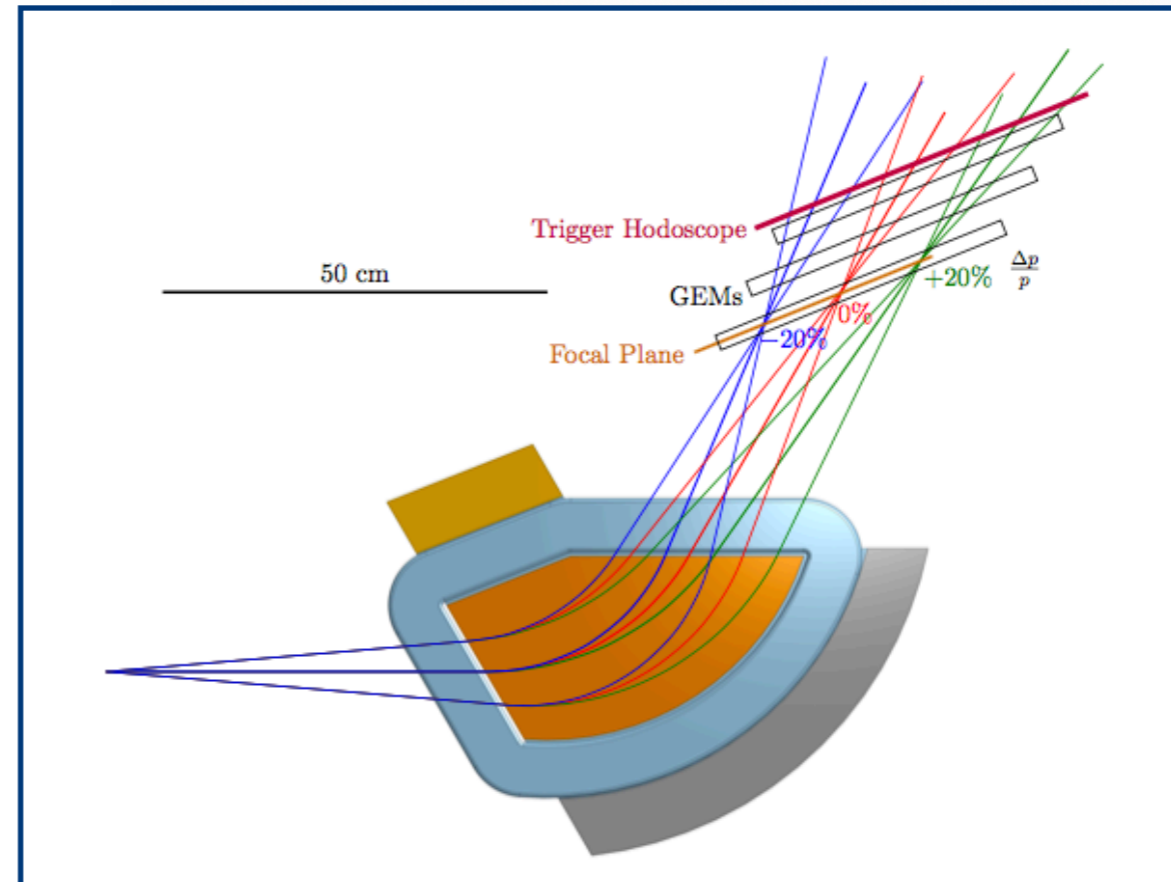 Trigger Hodoscope
50 cm
GEMs
+20% Δp/p
0%
−20%
Focal Plane